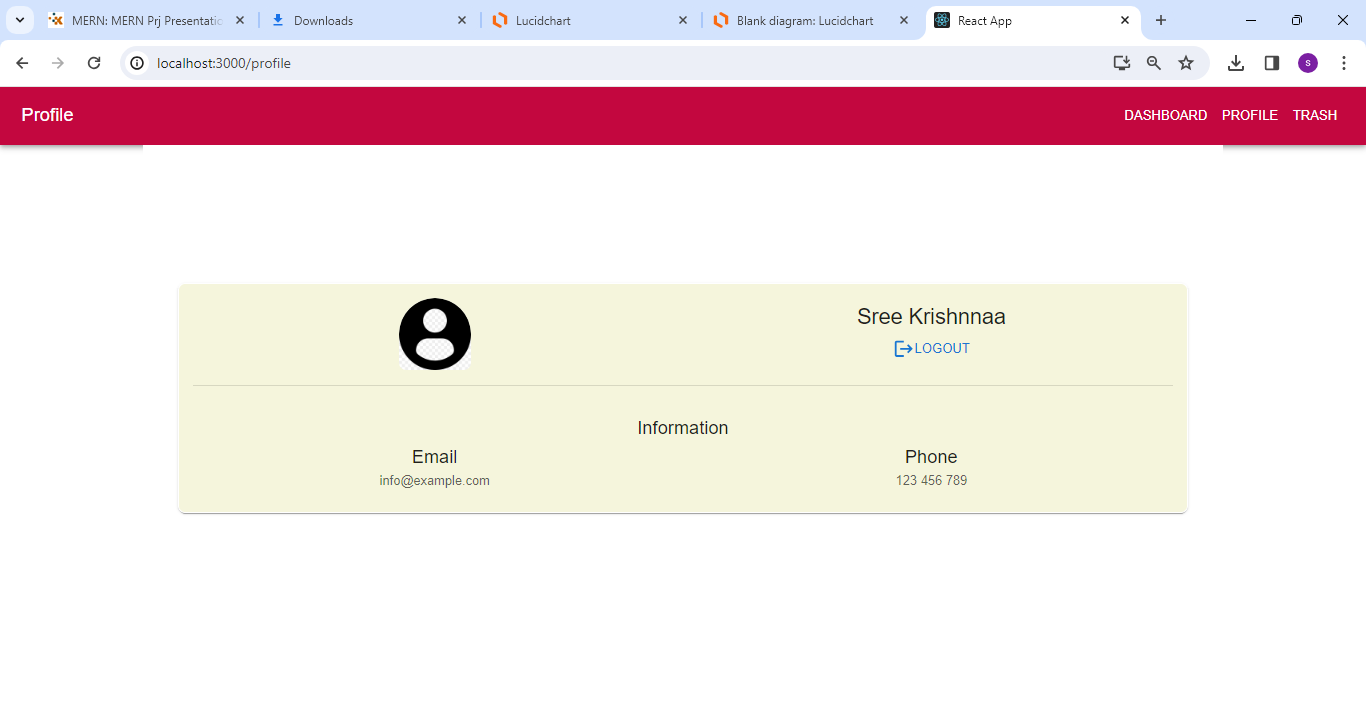 MERN: MERN Prj Presentatic
Downloads
Lucidchart
Blank diagram: Lucidchart
React App
localhost:3000/profile
s
Profile
DASHBOARD PROFILE TRASH
Sree Krishnnaa
LOGOUT
Information
Email
Phone
info@example.com
123 456 789